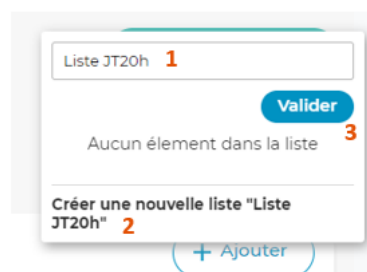 Liste JT20h 1
Valider
3
Aucun élement dans la liste
Créer une nouvelle liste "Liste
JT20h" 2
+ Ajouter